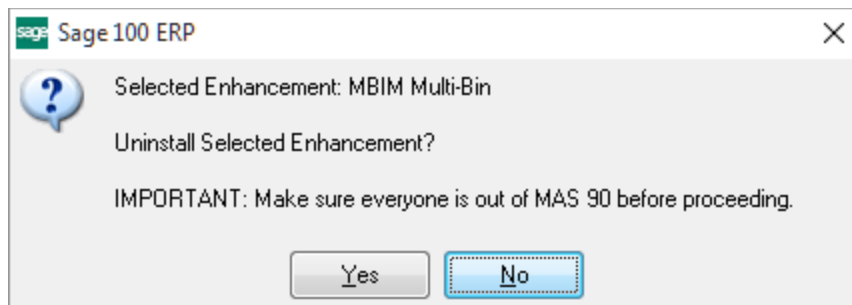 sage Sage 100 ERP
Selected Enhancement: MBIM Multi-Bin
Uninstall Selected Enhancement?
IMPORTANT: Make sure everyone is out of MAS 90 before proceeding.
Yes No